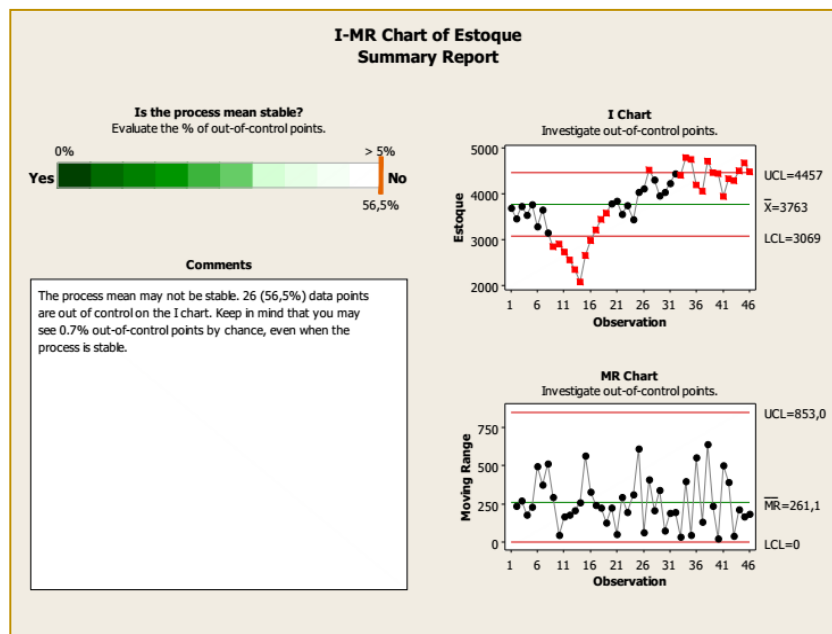 I-MR Chart of Estoque
Summary Report
Is the process mean stable?
Evaluate the % of out-of-control points.
0% > 5%
Yes No
56,5%
Comments
The process mean may not be stable. 26 (56,5%) data points
are out of control on the I chart. Keep in mind that you may
see 0.7% out-of-control points by chance, even when the
process is stable.
I Chart
Investigate out-of-control points.
5000
4000
3000
2000
Estoque
UCL=4457
X̅=3763
LCL=3069
1 6 11 16 21 26 31 36 41 46
Observation
MR Chart
Investigate out-of-control points.
750
500
250
0
Moving Range
UCL=853,0
M̅R̅=261,1
LCL=0
1 6 11 16 21 26 31 36 41 46
Observation